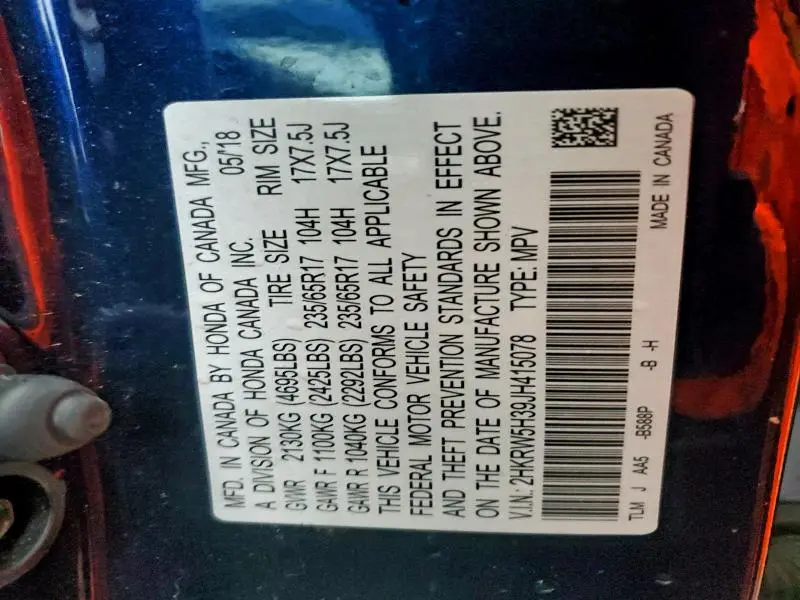 MFD. IN CANADA BY HONDA OF CANADA MFG.,
A DIVISION OF HONDA CANADA INC. 05/18
GVWR 2130KG (4695LBS) TIRE SIZE RIM SIZE
GAWR F 1100KG (2425LBS) 235/65R17 104H 17X7.5J
GAWR R 1040KG (2292LBS) 235/65R17 104H 17X7.5J
THIS VEHICLE CONFORMS TO ALL APPLICABLE
FEDERAL MOTOR VEHICLE SAFETY
AND THEFT PREVENTION STANDARDS IN EFFECT
ON THE DATE OF MANUFACTURE SHOWN ABOVE.
V.I.N.: 2HKRW5H39JH415078 TYPE: MPV
TLM J AA5 -B588P -B -H MADE IN CANADA